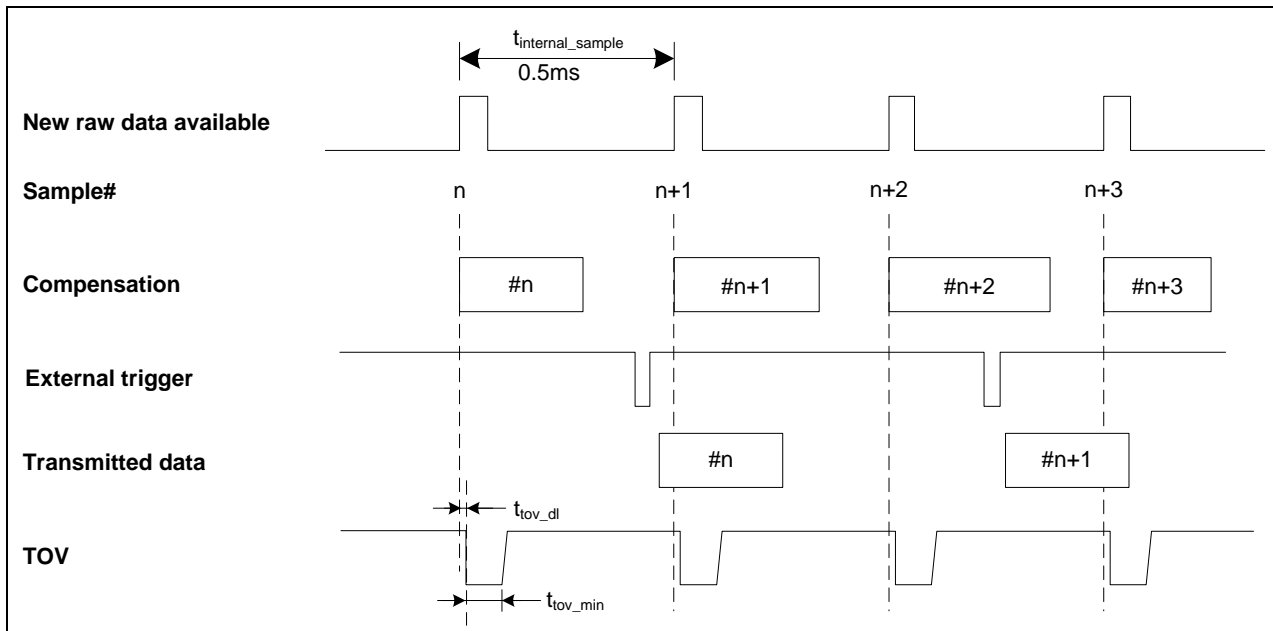 t_internal_sample
0.5ms
New raw data available
Sample# n n+1 n+2 n+3
Compensation #n #n+1 #n+2 #n+3
External trigger
Transmitted data #n #n+1
t_tov_dl
TOV
t_tov_min